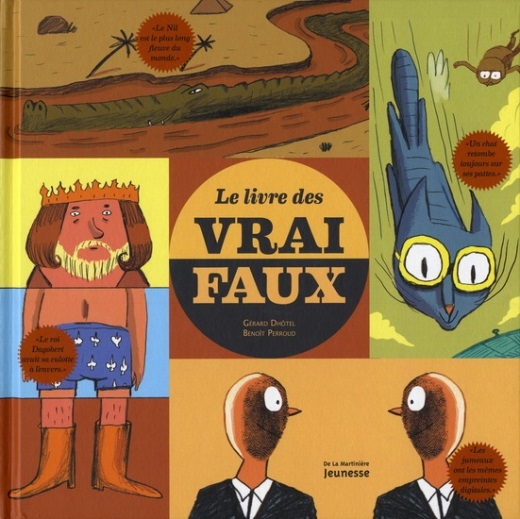 «Le Nil
est le plus long
fleuve du
monde.»
«Un chat
retombe
toujours sur
ses pattes.»
Le livre des
VRAI
FAUX
GÉRARD DHÔTEL
BENOÎT PERROUD
«Le roi
Dagobert
avait sa culotte
à l'envers.»
De La Martinière
Jeunesse
«Les
jumeaux
ont les mêmes
empreintes
digitales.»